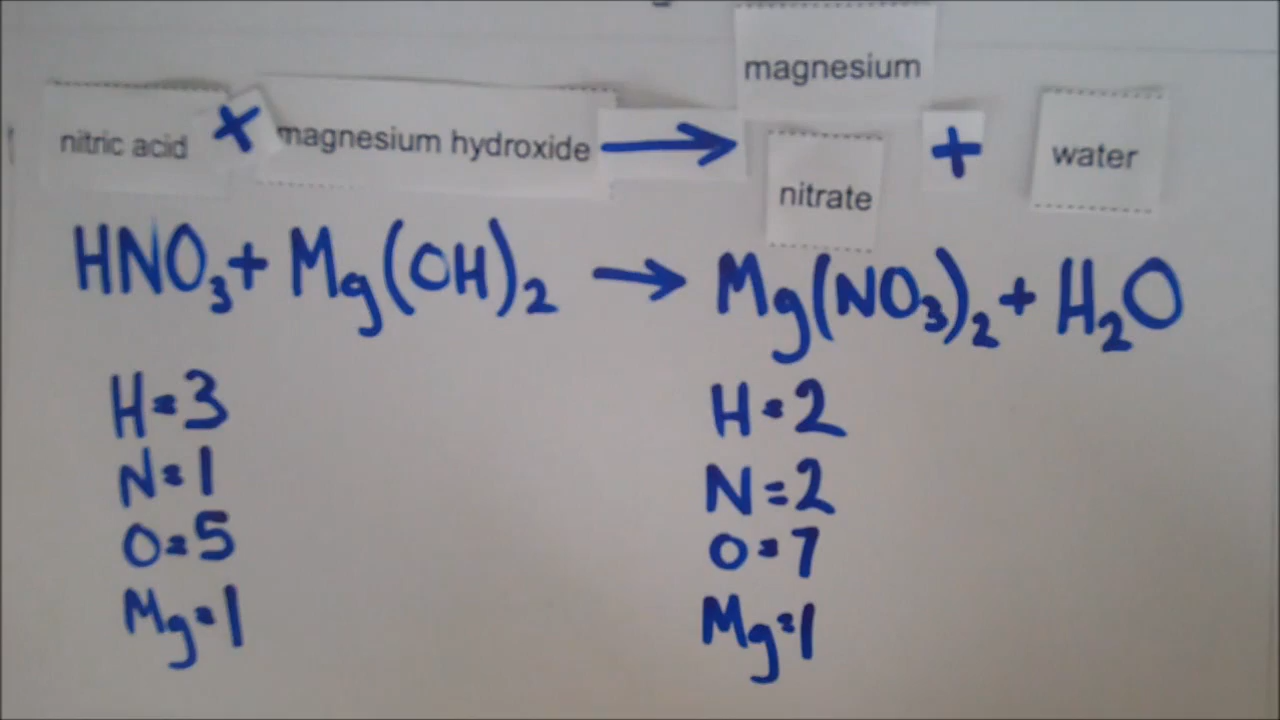 nitric acid + magnesium hydroxide → magnesium nitrate + water
HNO₃ + Mg(OH)₂ → Mg(NO₃)₂ + H₂O
H=3 H=2
N=1 N=2
O=5 O=7
Mg=1 Mg=1